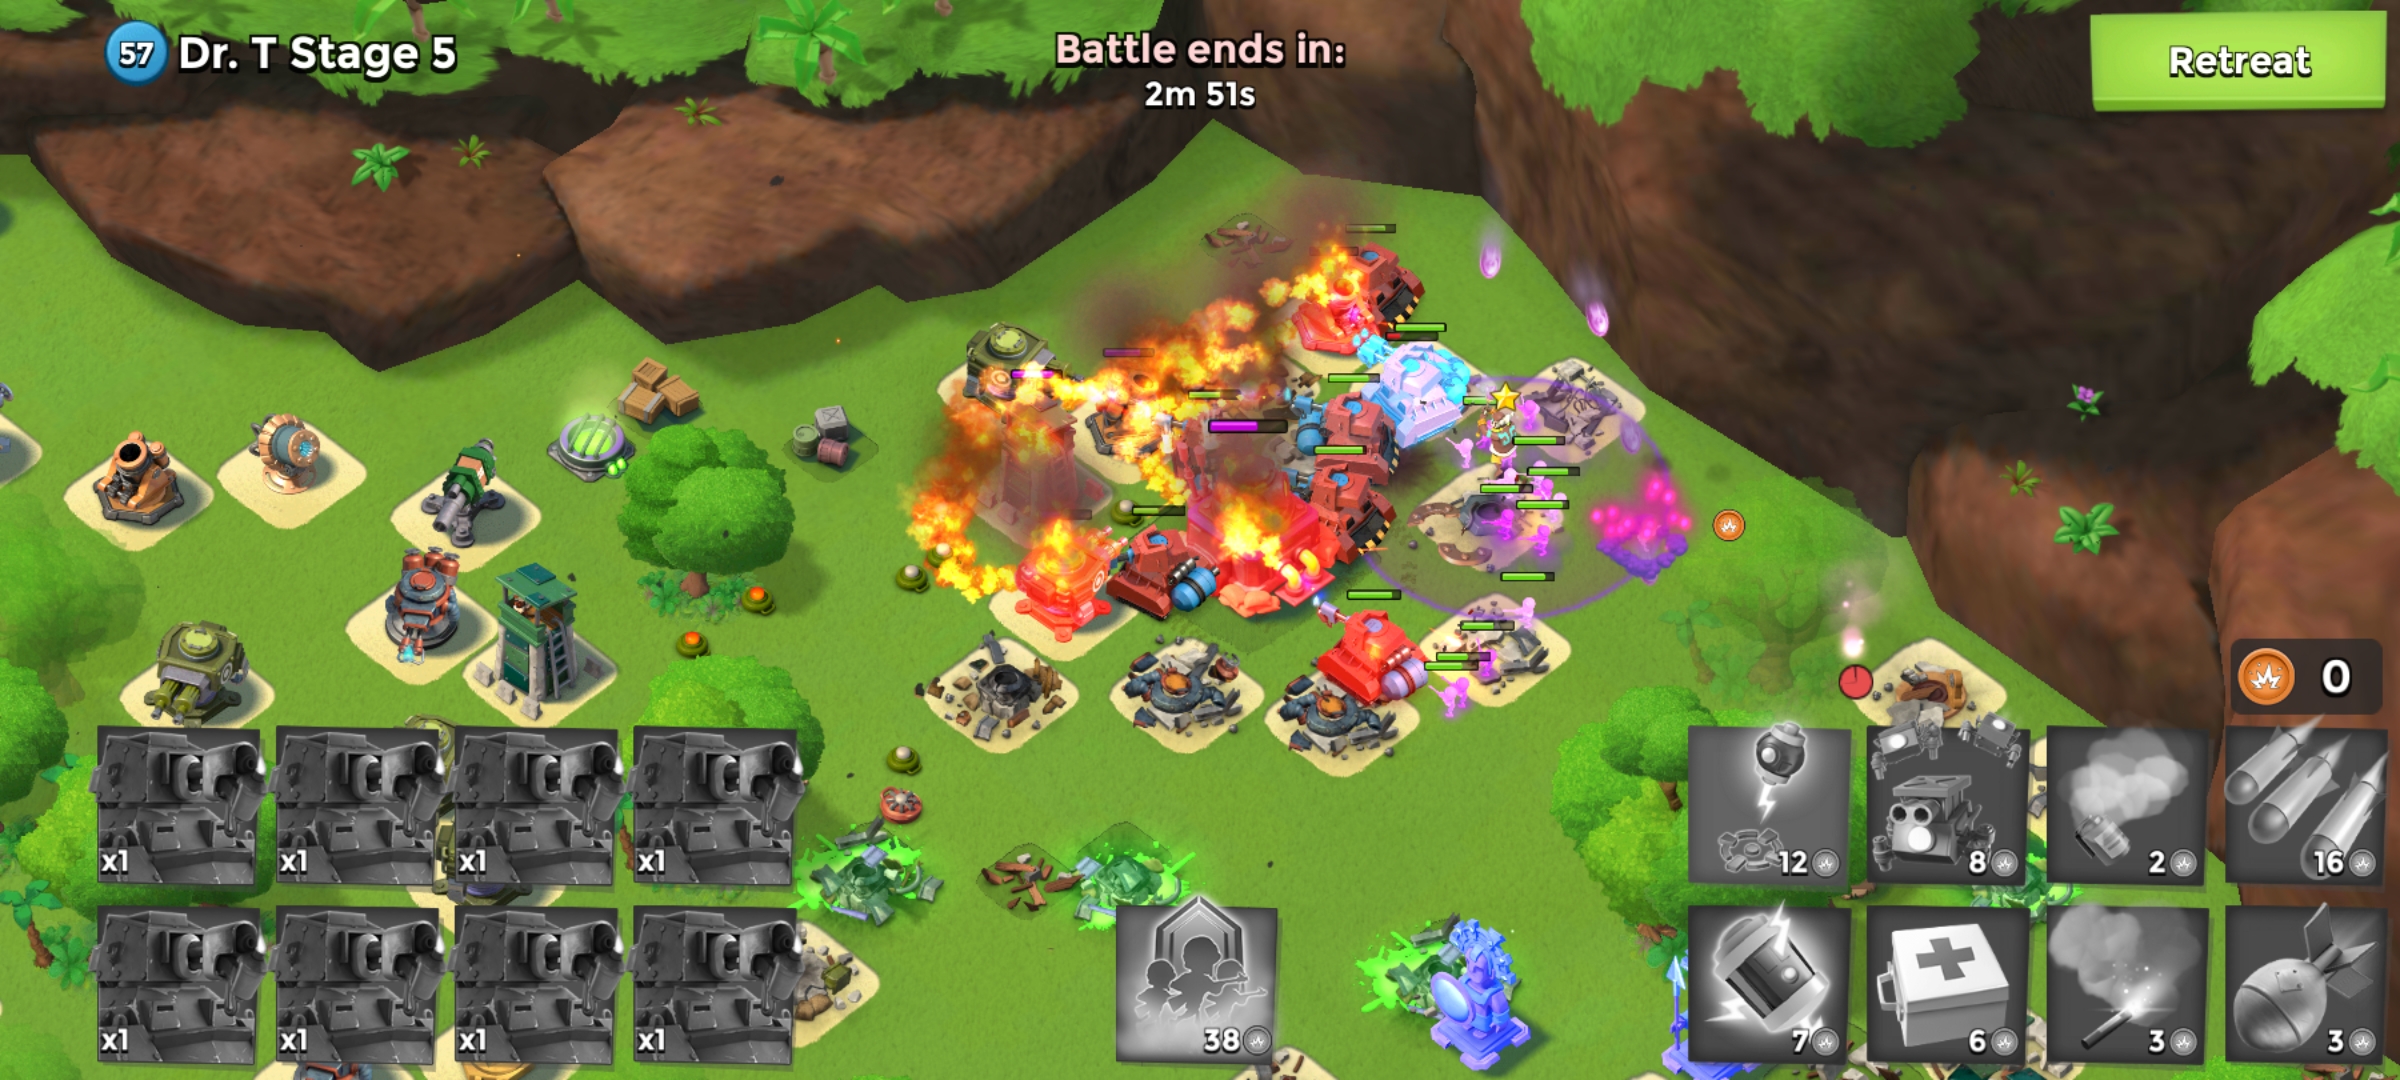 57 Dr. T Stage 5
Battle ends in:
2m 51s
Retreat
0
x1 x1 x1 x1
12 8 2 16
x1 x1 x1 x1
38
7 6 3 3